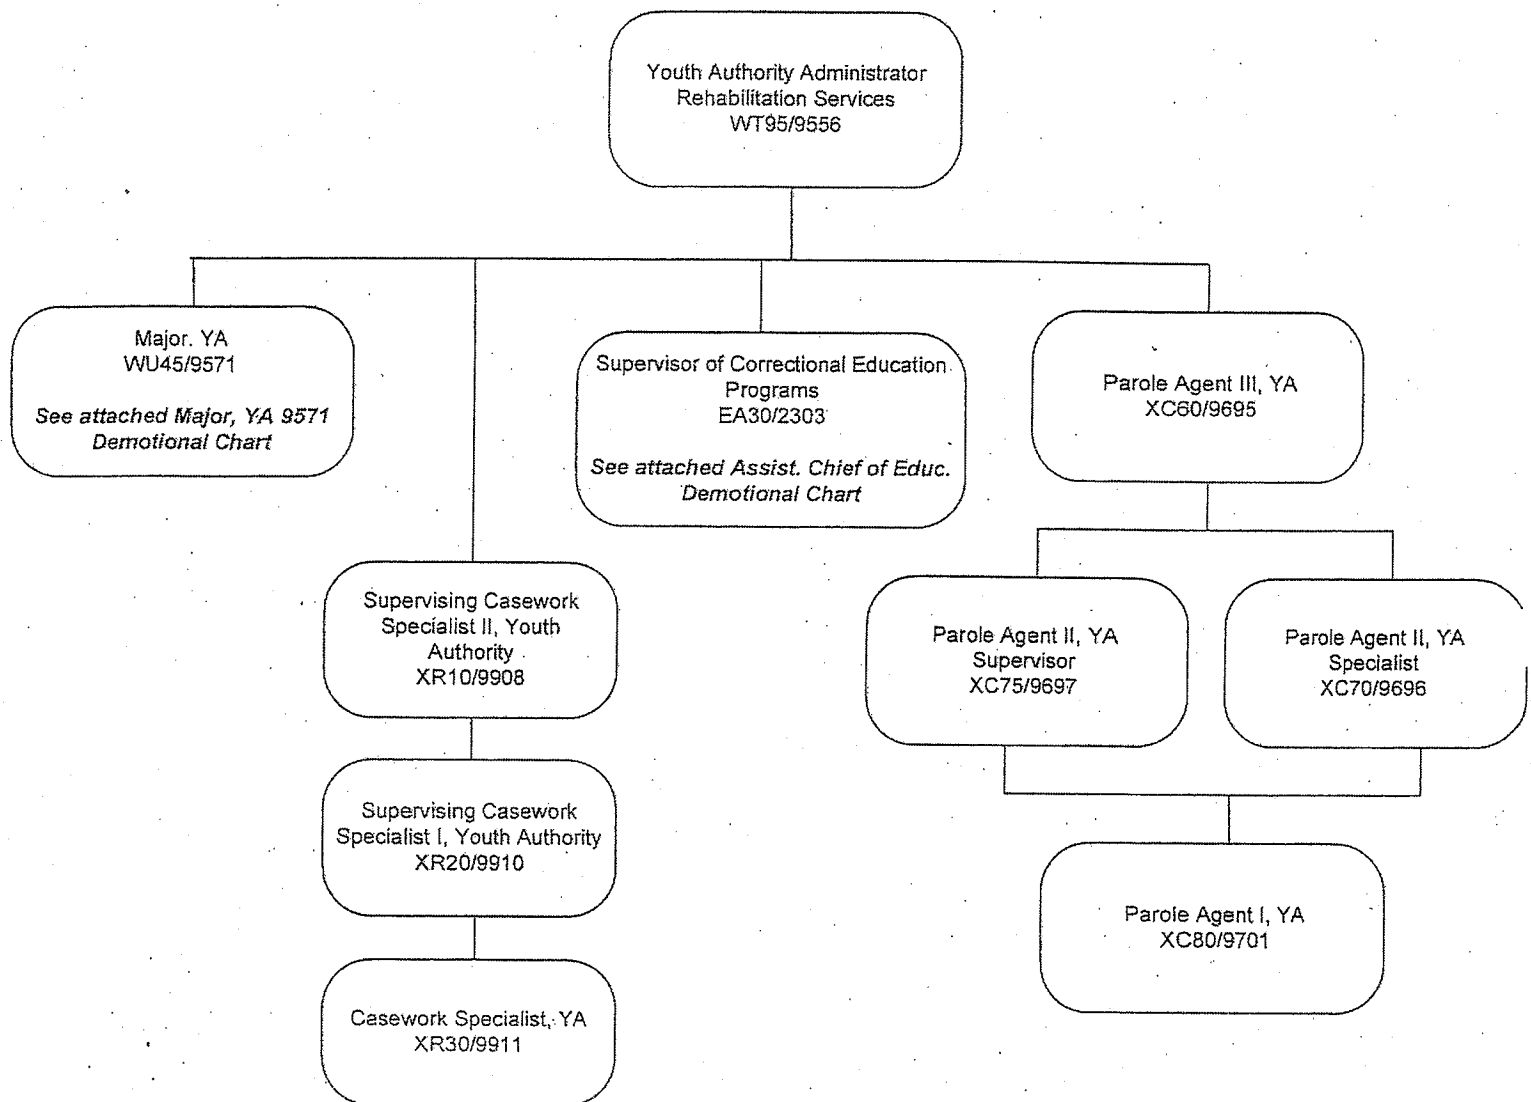 Youth Authority Administrator
Rehabilitation Services
WT95/9556
Major. YA
WU45/9571
See attached Major, YA 9571
Demotional Chart
Supervisor of Correctional Education
Programs
EA30/2303
See attached Assist. Chief of Educ.
Demotional Chart
Parole Agent III, YA
XC60/9695
Supervising Casework
Specialist II, Youth
Authority
XR10/9908
Parole Agent II, YA
Supervisor
XC75/9697
Parole Agent II, YA
Specialist
XC70/9696
Supervising Casework
Specialist I, Youth Authority
XR20/9910
Parole Agent I, YA
XC80/9701
Casework Specialist, YA
XR30/9911